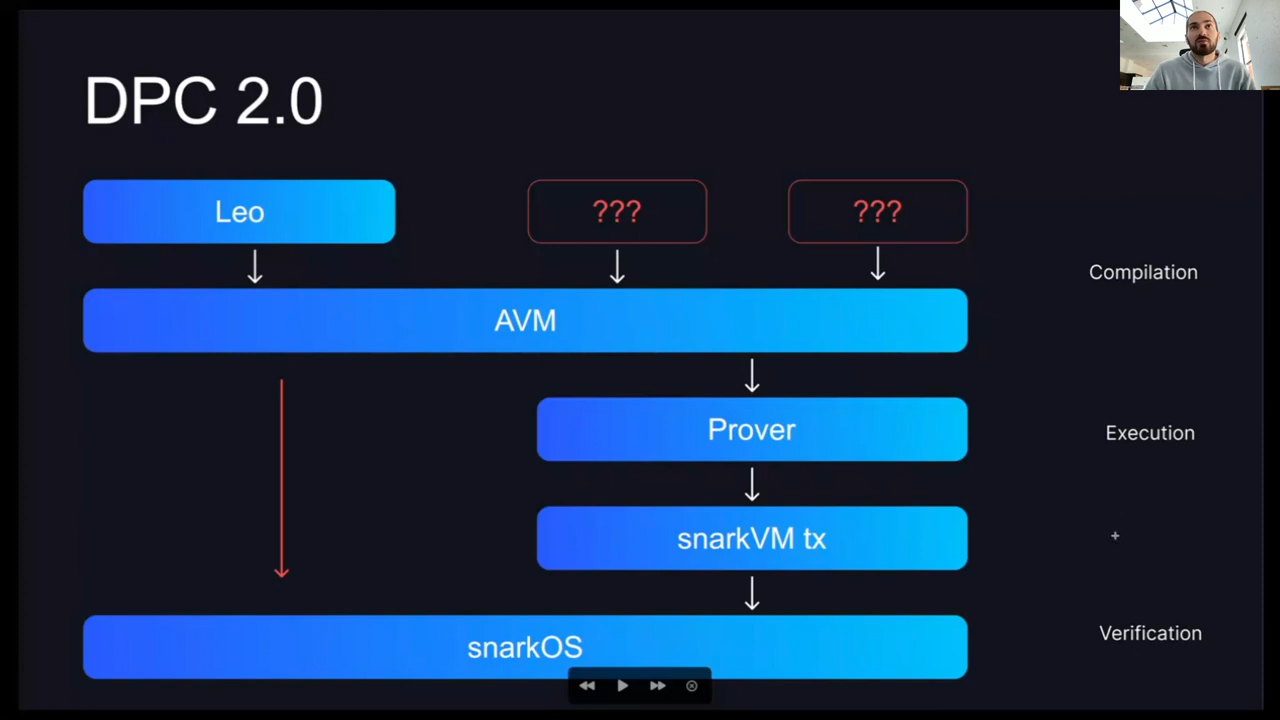 DPC 2.0
Leo
???
???
Compilation
AVM
Prover
Execution
snarkVM tx
snarkOS
Verification